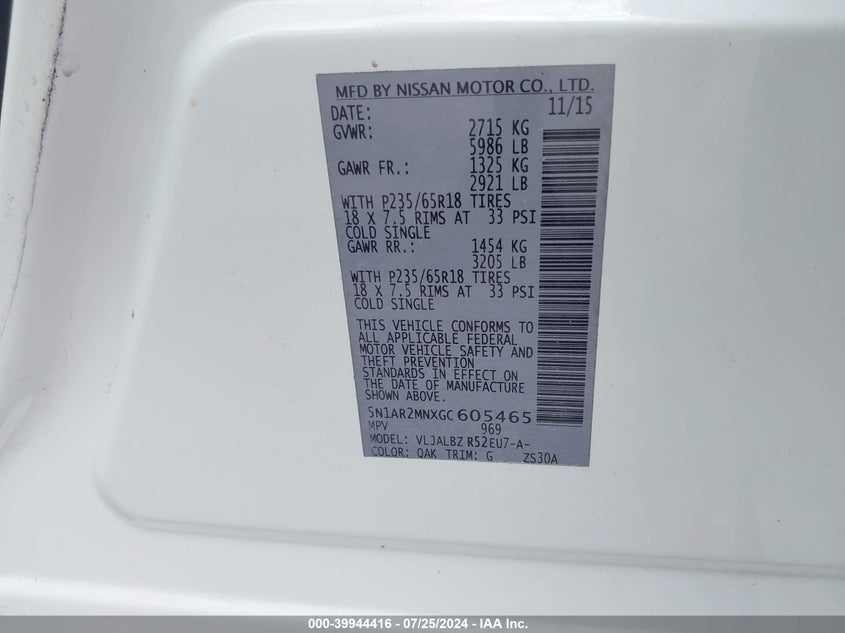 MFD BY NISSAN MOTOR CO., LTD.
DATE: 11/15
GVWR: 2715 KG
5986 LB
GAWR FR.: 1325 KG
2921 LB
WITH P235/65R18 TIRES
18 X 7.5 RIMS AT 33 PSI
COLD SINGLE
GAWR RR.: 1454 KG
3205 LB
WITH P235/65R18 TIRES
18 X 7.5 RIMS AT 33 PSI
COLD SINGLE
THIS VEHICLE CONFORMS TO
ALL APPLICABLE FEDERAL
MOTOR VEHICLE SAFETY AND
THEFT PREVENTION
STANDARDS IN EFFECT ON
THE DATE OF MANUFACTURE
SHOWN ABOVE.
5N1AR2MNXGC605465
MPV 969
MODEL: VLJALBZ R52EU7-A-
COLOR: QAK TRIM: G ZS30A
000-39944416 - 07/25/2024 - IAA Inc.